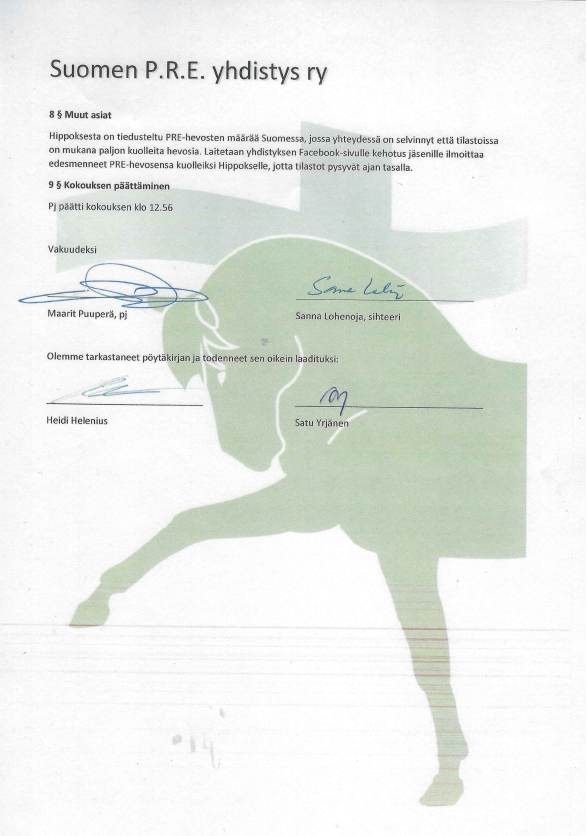 Suomen P.R.E. yhdistys ry
8 § Muut asiat
Hippoksesta on tiedusteltu PRE-hevosten määrää Suomessa, jossa yhteydessä on selvinnyt että tilastoissa
on mukana paljon kuolleita hevosia. Laitetaan yhdistyksen Facebook-sivulle kehotus jäsenille ilmoittaa
edesmenneet PRE-hevosensa kuolleiksi Hippokselle, jotta tilastot pysyvät ajan tasalla.
9 § Kokouksen päättäminen
Pj päätti kokouksen klo 12.56
Vakuudeksi
Maarit Puuperä, pj
Sanna Lohenoja, sihteeri
Olemme tarkastaneet pöytäkirjan ja todenneet sen oikein laadituksi:
Heidi Helenius
Satu Yrjänen